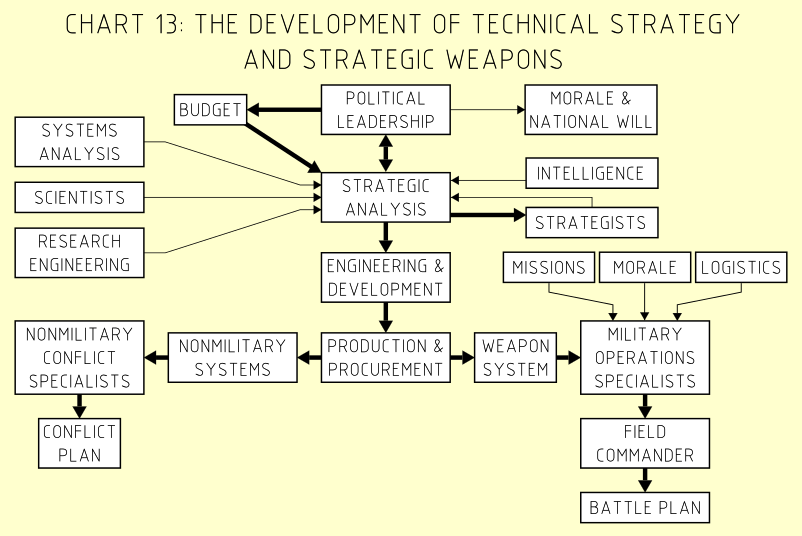 CHART 13: THE DEVELOPMENT OF TECHNICAL STRATEGY
AND STRATEGIC WEAPONS
BUDGET
POLITICAL
LEADERSHIP
MORALE &
NATIONAL WILL
SYSTEMS
ANALYSIS
SCIENTISTS
RESEARCH
ENGINEERING
STRATEGIC
ANALYSIS
INTELLIGENCE
STRATEGISTS
ENGINEERING &
DEVELOPMENT
MISSIONS
MORALE
LOGISTICS
NONMILITARY
CONFLICT
SPECIALISTS
NONMILITARY
SYSTEMS
PRODUCTION &
PROCUREMENT
WEAPON
SYSTEM
MILITARY
OPERATIONS
SPECIALISTS
CONFLICT
PLAN
FIELD
COMMANDER
BATTLE PLAN